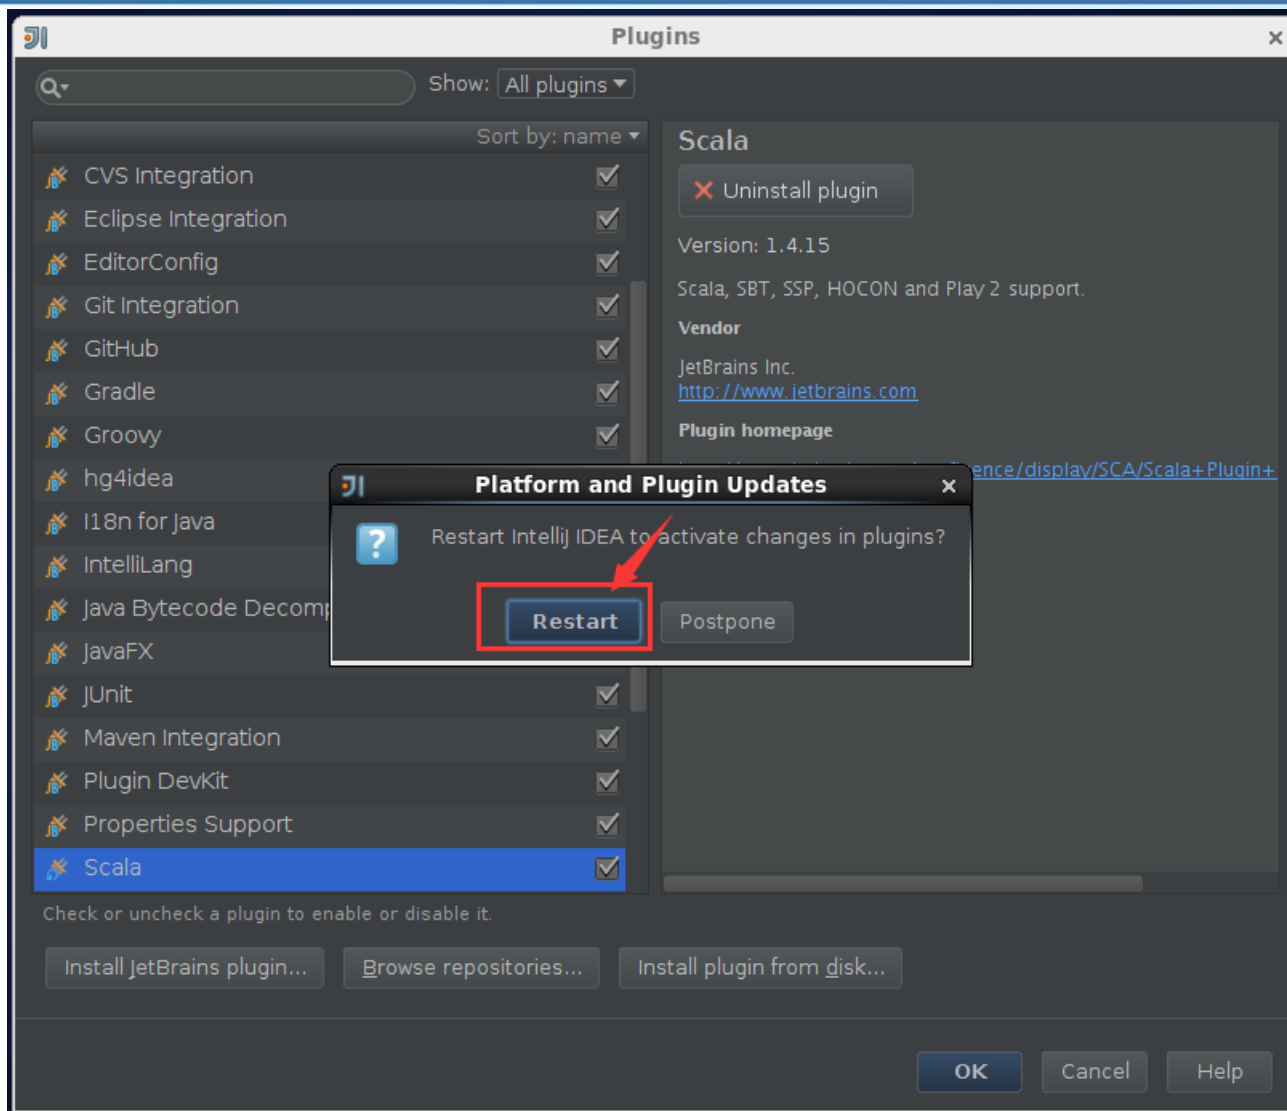 Plugins
Show: All plugins
Sort by: name
CVS Integration
Eclipse Integration
EditorConfig
Git Integration
GitHub
Gradle
Groovy
hg4idea
I18n for Java
IntelliLang
Java Bytecode Decomp
JavaFX
JUnit
Maven Integration
Plugin DevKit
Properties Support
Scala
Check or uncheck a plugin to enable or disable it.
Install JetBrains plugin...
Browse repositories...
Install plugin from disk...
Scala
Uninstall plugin
Version: 1.4.15
Scala, SBT, SSP, HOCON and Play 2 support.
Vendor
JetBrains Inc.
http://www.jetbrains.com
Plugin homepage
ence/display/SCA/Scala+Plugin+
Platform and Plugin Updates
Restart IntelliJ IDEA to activate changes in plugins?
Restart
Postpone
OK
Cancel
Help